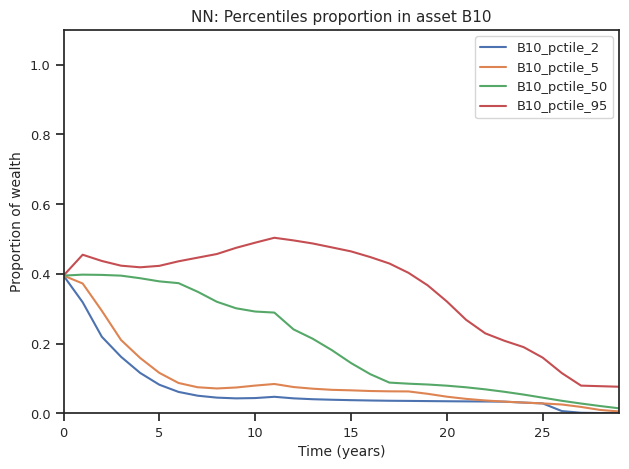 NN: Percentiles proportion in asset B10
B10_pctile_2
B10_pctile_5
B10_pctile_50
B10_pctile_95
Proportion of wealth
1.0
0.8
0.6
0.4
0.2
0.0
0 5 10 15 20 25
Time (years)